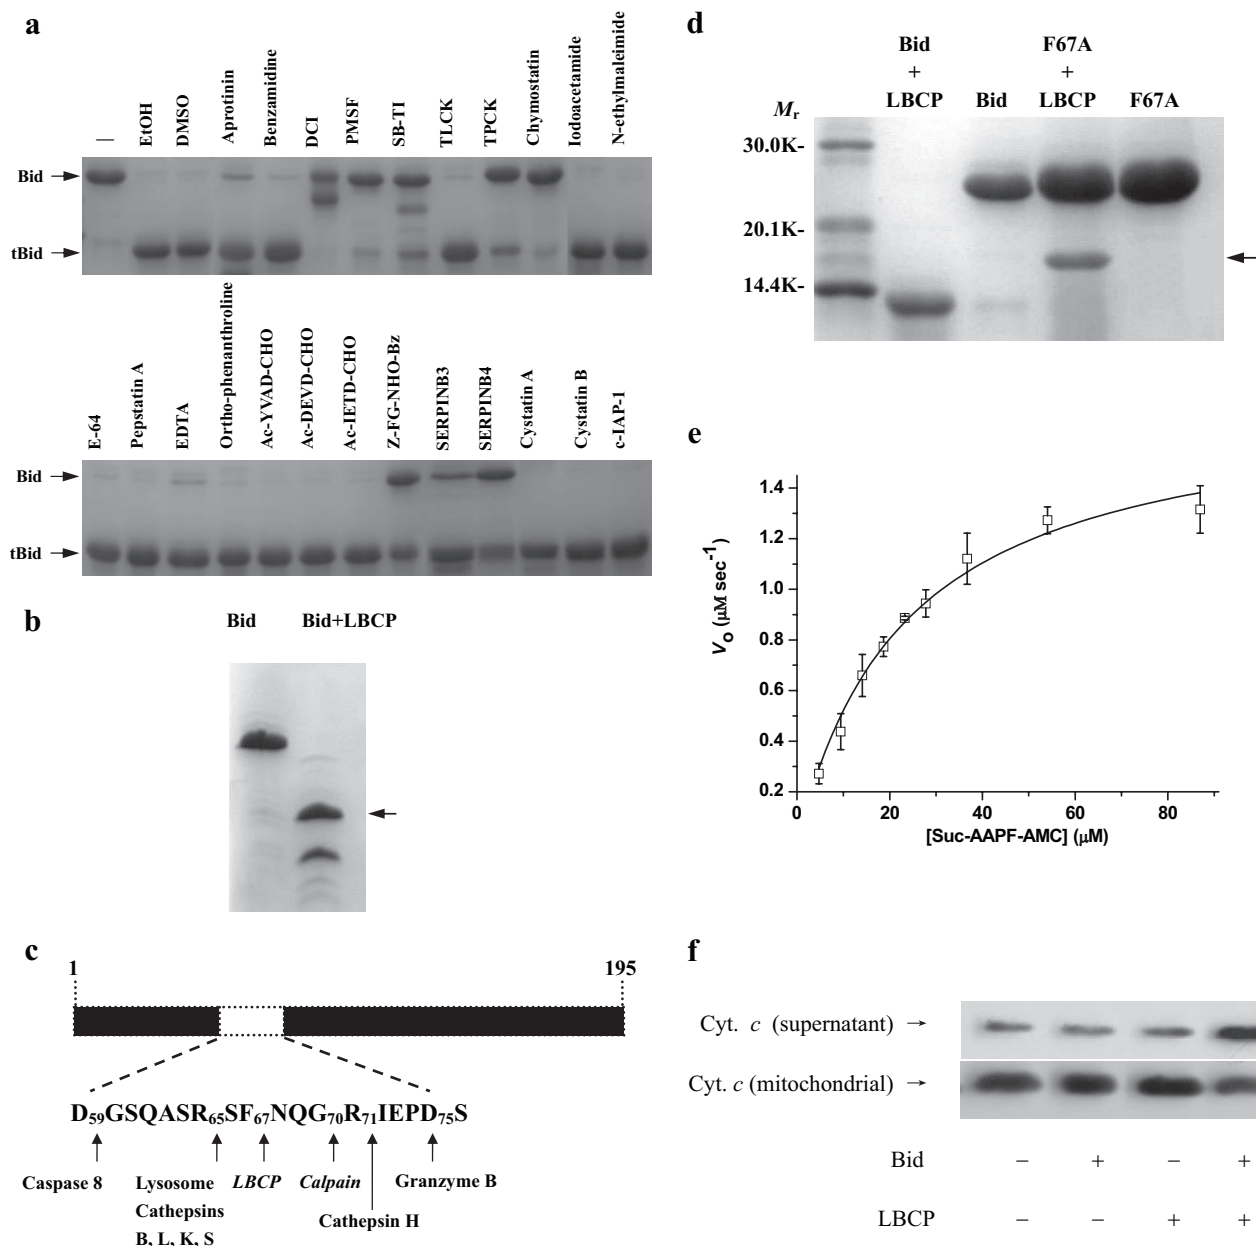 a
— EtOH DMSO Aprotinin Benzamidine DCI PMSF SB-TI TLCK TPCK Chymostatin Iodoacetamide N-ethylmaleimide
Bid
tBid
E-64 Pepstatin A EDTA Ortho-phenanthroline Ac-YVAD-CHO Ac-DEVD-CHO Ac-IETD-CHO Z-FG-NHO-Bz SERPINB3 SERPINB4 Cystatin A Cystatin B c-IAP-1
Bid
tBid
b
Bid Bid+LBCP
c
1 195
D59GSQASR65SF67NQG70R71IEPD75S
Caspase 8 Lysosome LBCP Calpain Granzyme B
Cathepsins
Cathepsin H
B, L, K, S
d
Bid F67A
+ +
Mr LBCP Bid LBCP F67A
30.0K-
20.1K-
14.4K-
e
1.4
1.2
1.0
0.8
0.6
0.4
0.2
Vo (μM sec-1)
0 20 40 60 80
[Suc-AAPF-AMC] (μM)
f
Cyt. c (supernatant) →
Cyt. c (mitochondrial) →
Bid − + − +
LBCP − − + +